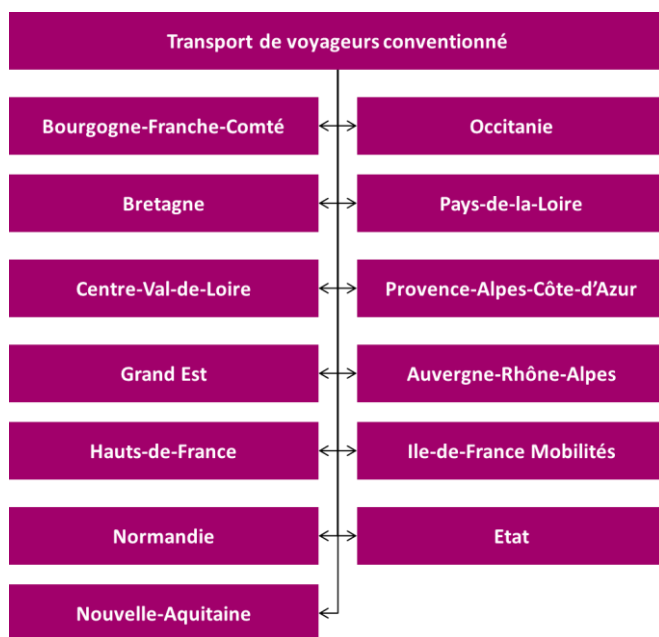 Transport de voyageurs conventionné
Bourgogne-Franche-Comté
Occitanie
Bretagne
Pays-de-la-Loire
Centre-Val-de-Loire
Provence-Alpes-Côte-d’Azur
Grand Est
Auvergne-Rhône-Alpes
Hauts-de-France
Ile-de-France Mobilités
Normandie
Etat
Nouvelle-Aquitaine